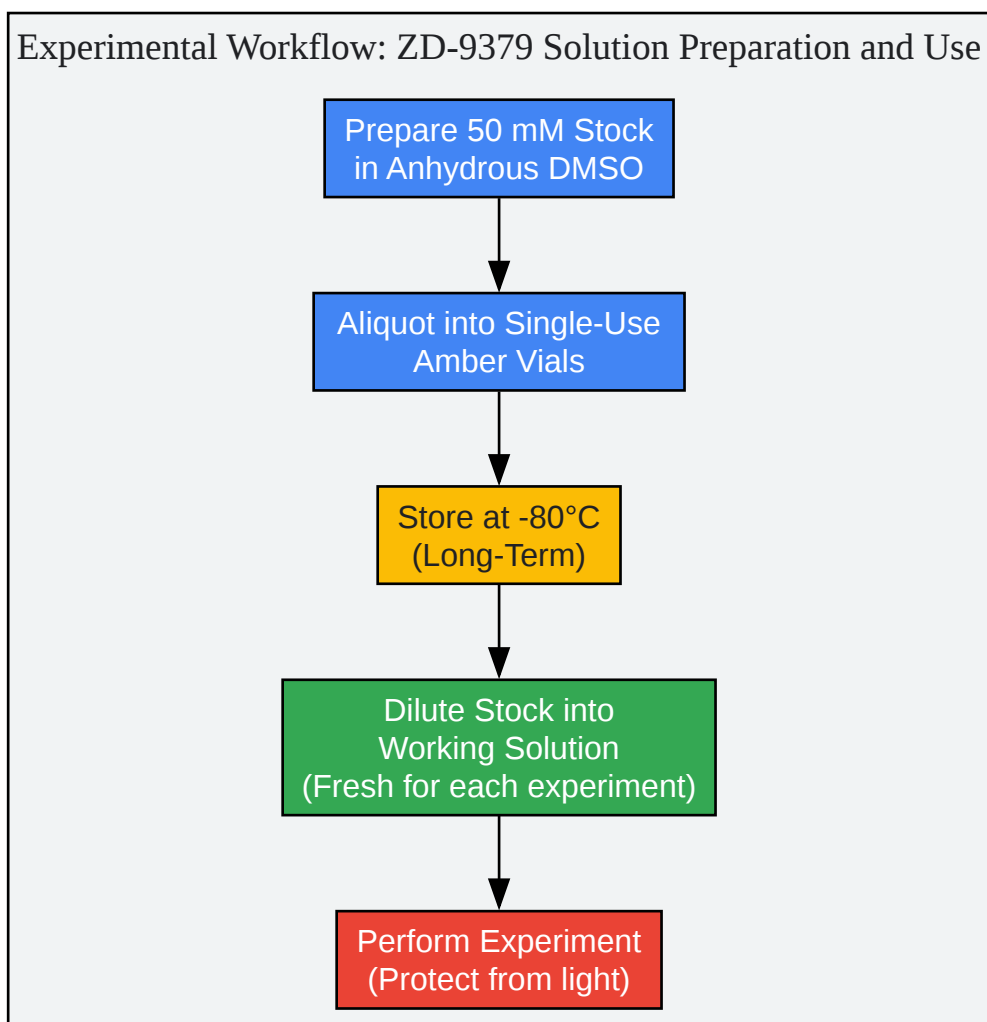 Experimental Workflow: ZD-9379 Solution Preparation and Use
Prepare 50 mM Stock
in Anhydrous DMSO
Aliquot into Single-Use
Amber Vials
Store at -80°C
(Long-Term)
Dilute Stock into
Working Solution
(Fresh for each experiment)
Perform Experiment
(Protect from light)